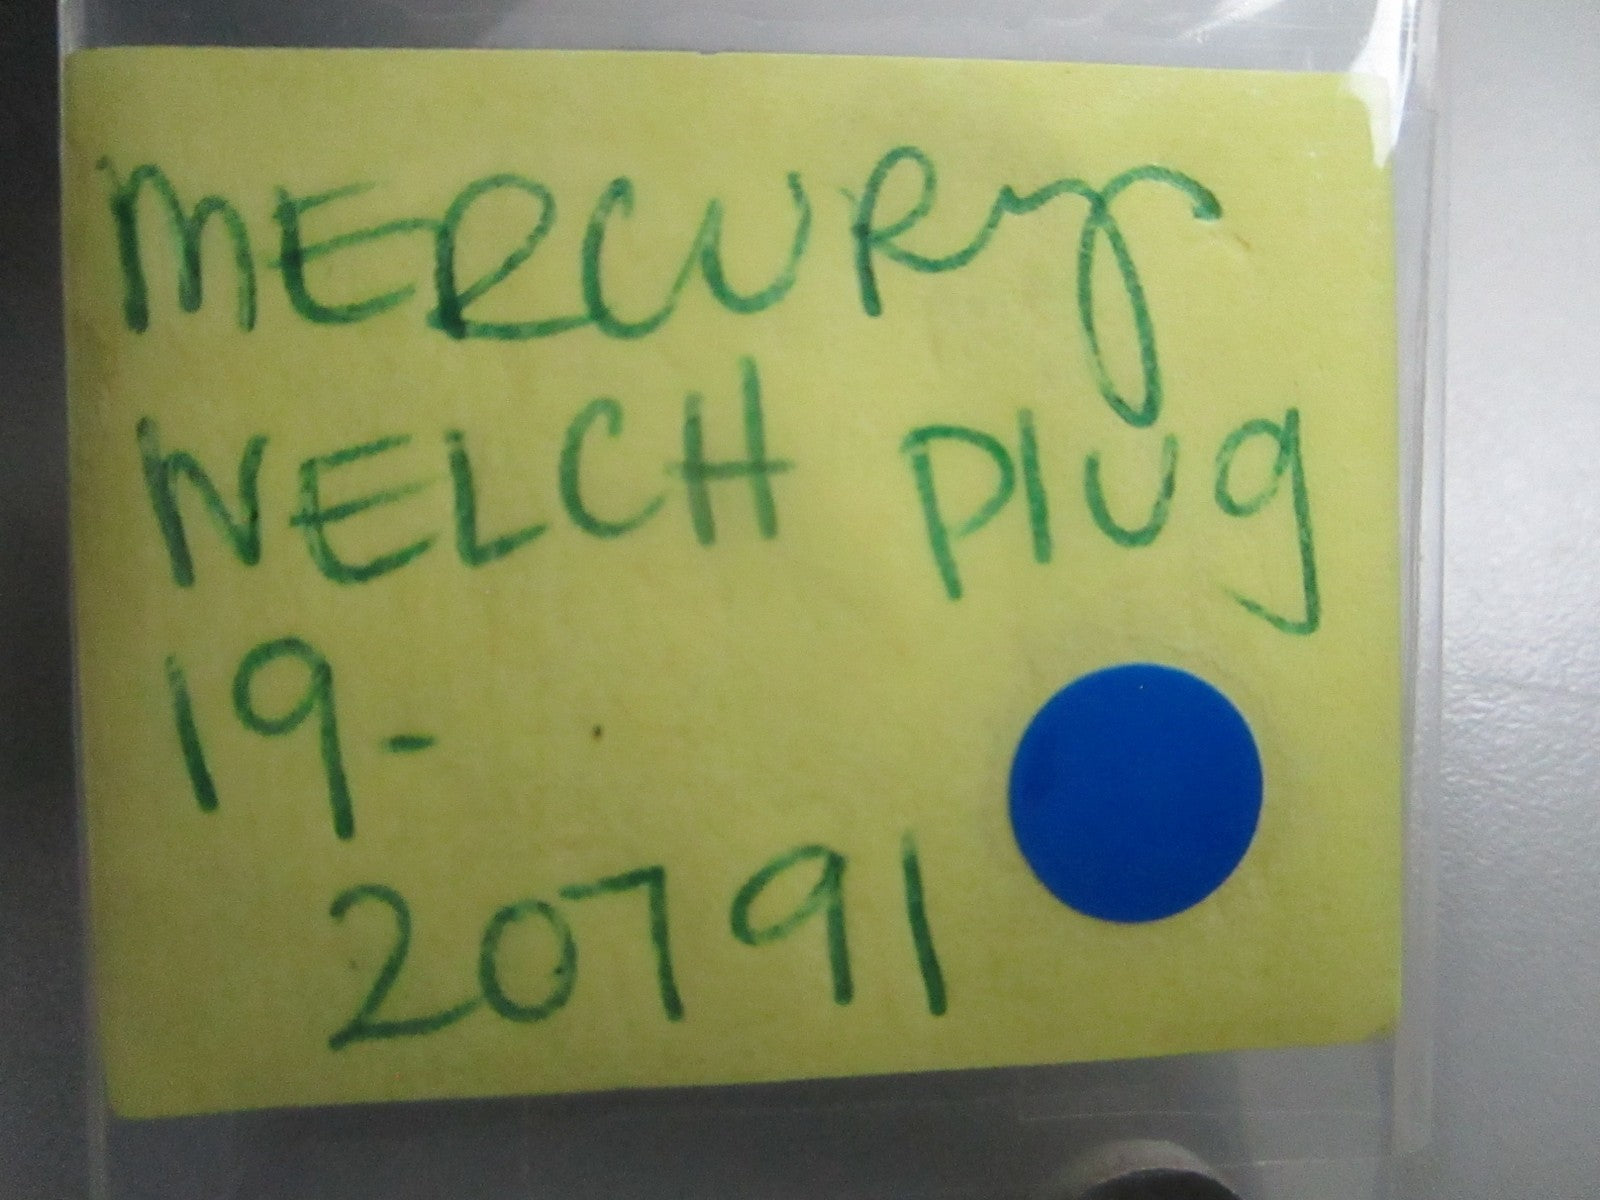 MERCURy
WELCH PlUg
19-
20791